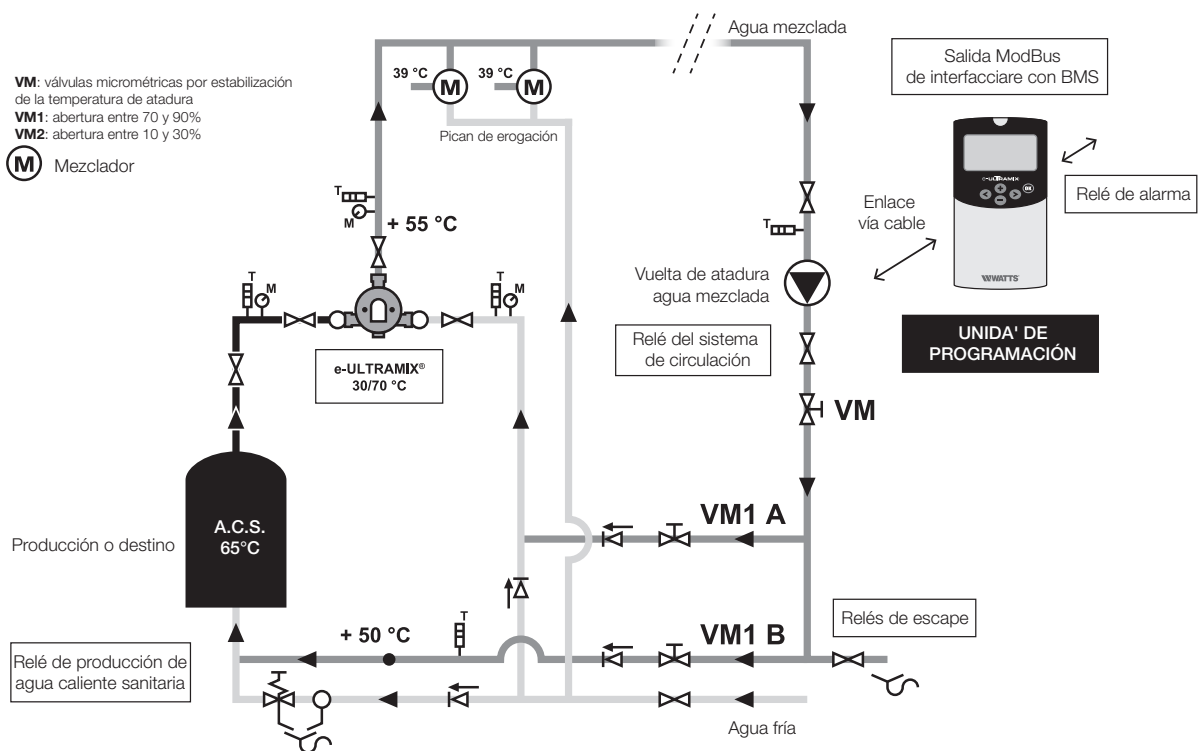 Agua mezclada
VM: válvulas micrométricas por estabilización
de la temperatura de atadura
VM1: abertura entre 70 y 90%
VM2: abertura entre 10 y 30%
M Mezclador
39 °C
M
39 °C
M
Pican de erogación
Salida ModBus
de interfacciare con BMS
e-ULTRAMIX
OK
WATTS
Relé de alarma
Enlace
vía cable
UNIDA' DE
PROGRAMACIÓN
T
M
+ 55 °C
T
M
T
M
T
Vuelta de atadura
agua mezclada
Relé del sistema
de circulación
e-ULTRAMIX®
30/70 °C
VM
A.C.S.
65°C
Producción o destino
VM1 A
VM1 B
Relés de escape
+ 50 °C
T
Relé de producción de
agua caliente sanitaria
Agua fría